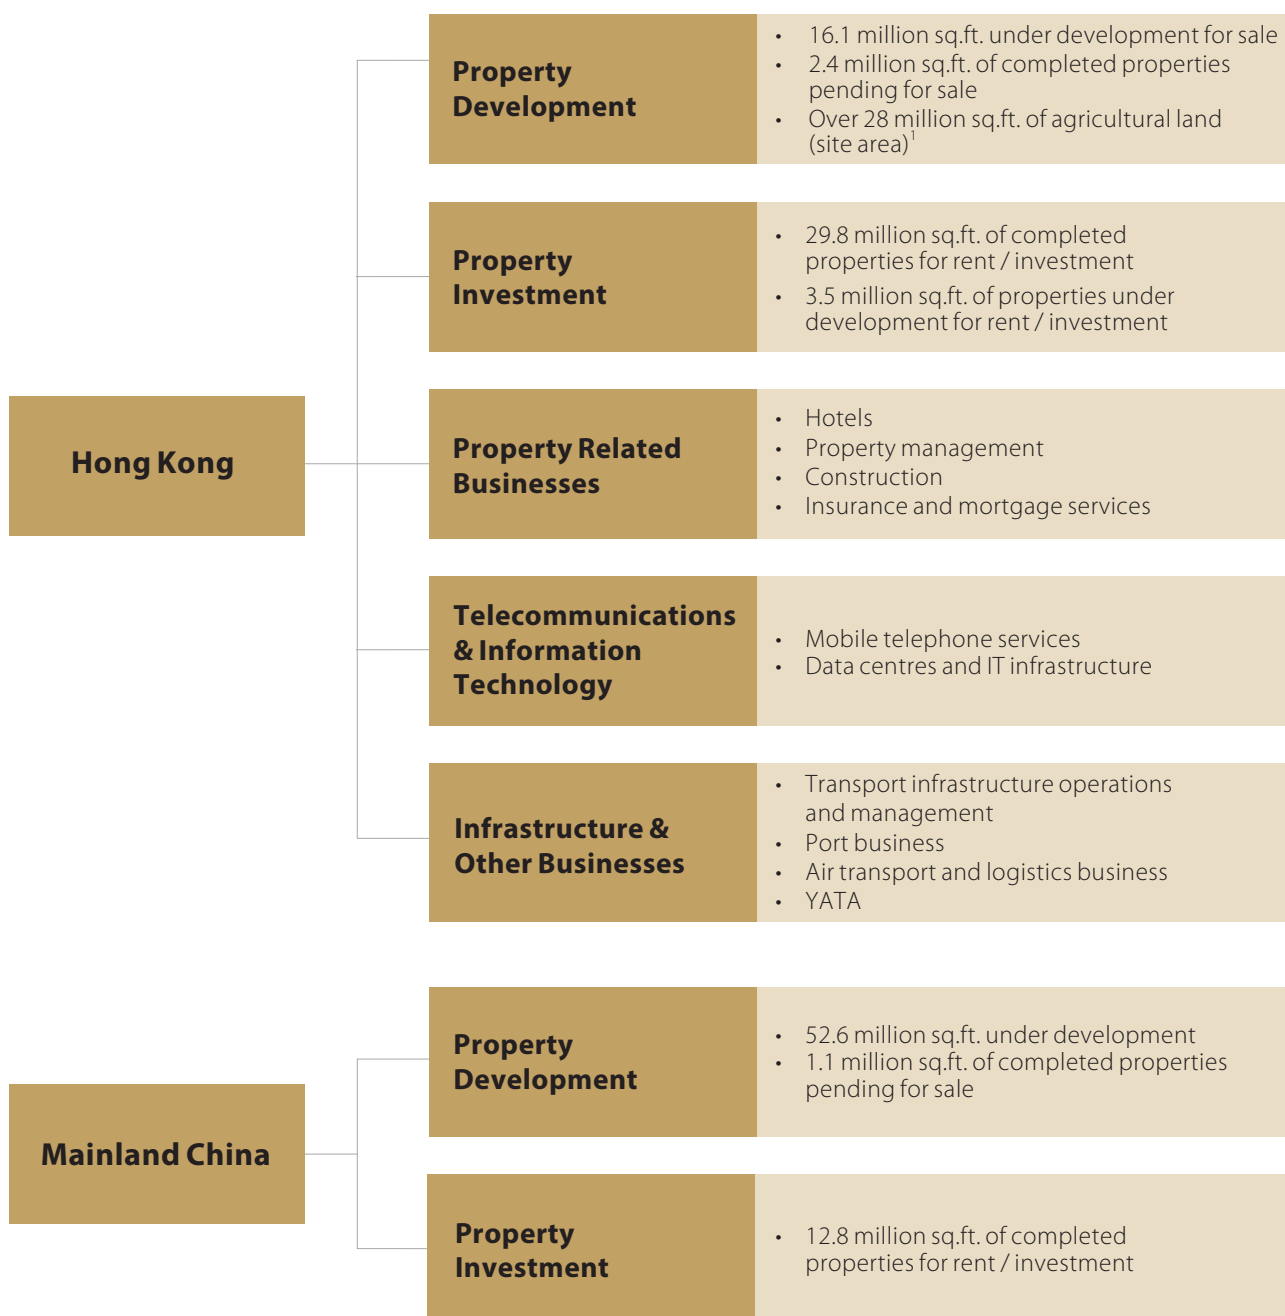 Hong Kong
Property
Development
• 16.1 million sq.ft. under development for sale
• 2.4 million sq.ft. of completed properties
pending for sale
• Over 28 million sq.ft. of agricultural land
(site area)1
Property
Investment
• 29.8 million sq.ft. of completed
properties for rent / investment
• 3.5 million sq.ft. of properties under
development for rent / investment
Property Related
Businesses
• Hotels
• Property management
• Construction
• Insurance and mortgage services
Telecommunications
& Information
Technology
• Mobile telephone services
• Data centres and IT infrastructure
Infrastructure &
Other Businesses
• Transport infrastructure operations
and management
• Port business
• Air transport and logistics business
• YATA
Mainland China
Property
Development
• 52.6 million sq.ft. under development
• 1.1 million sq.ft. of completed properties
pending for sale
Property
Investment
• 12.8 million sq.ft. of completed
properties for rent / investment